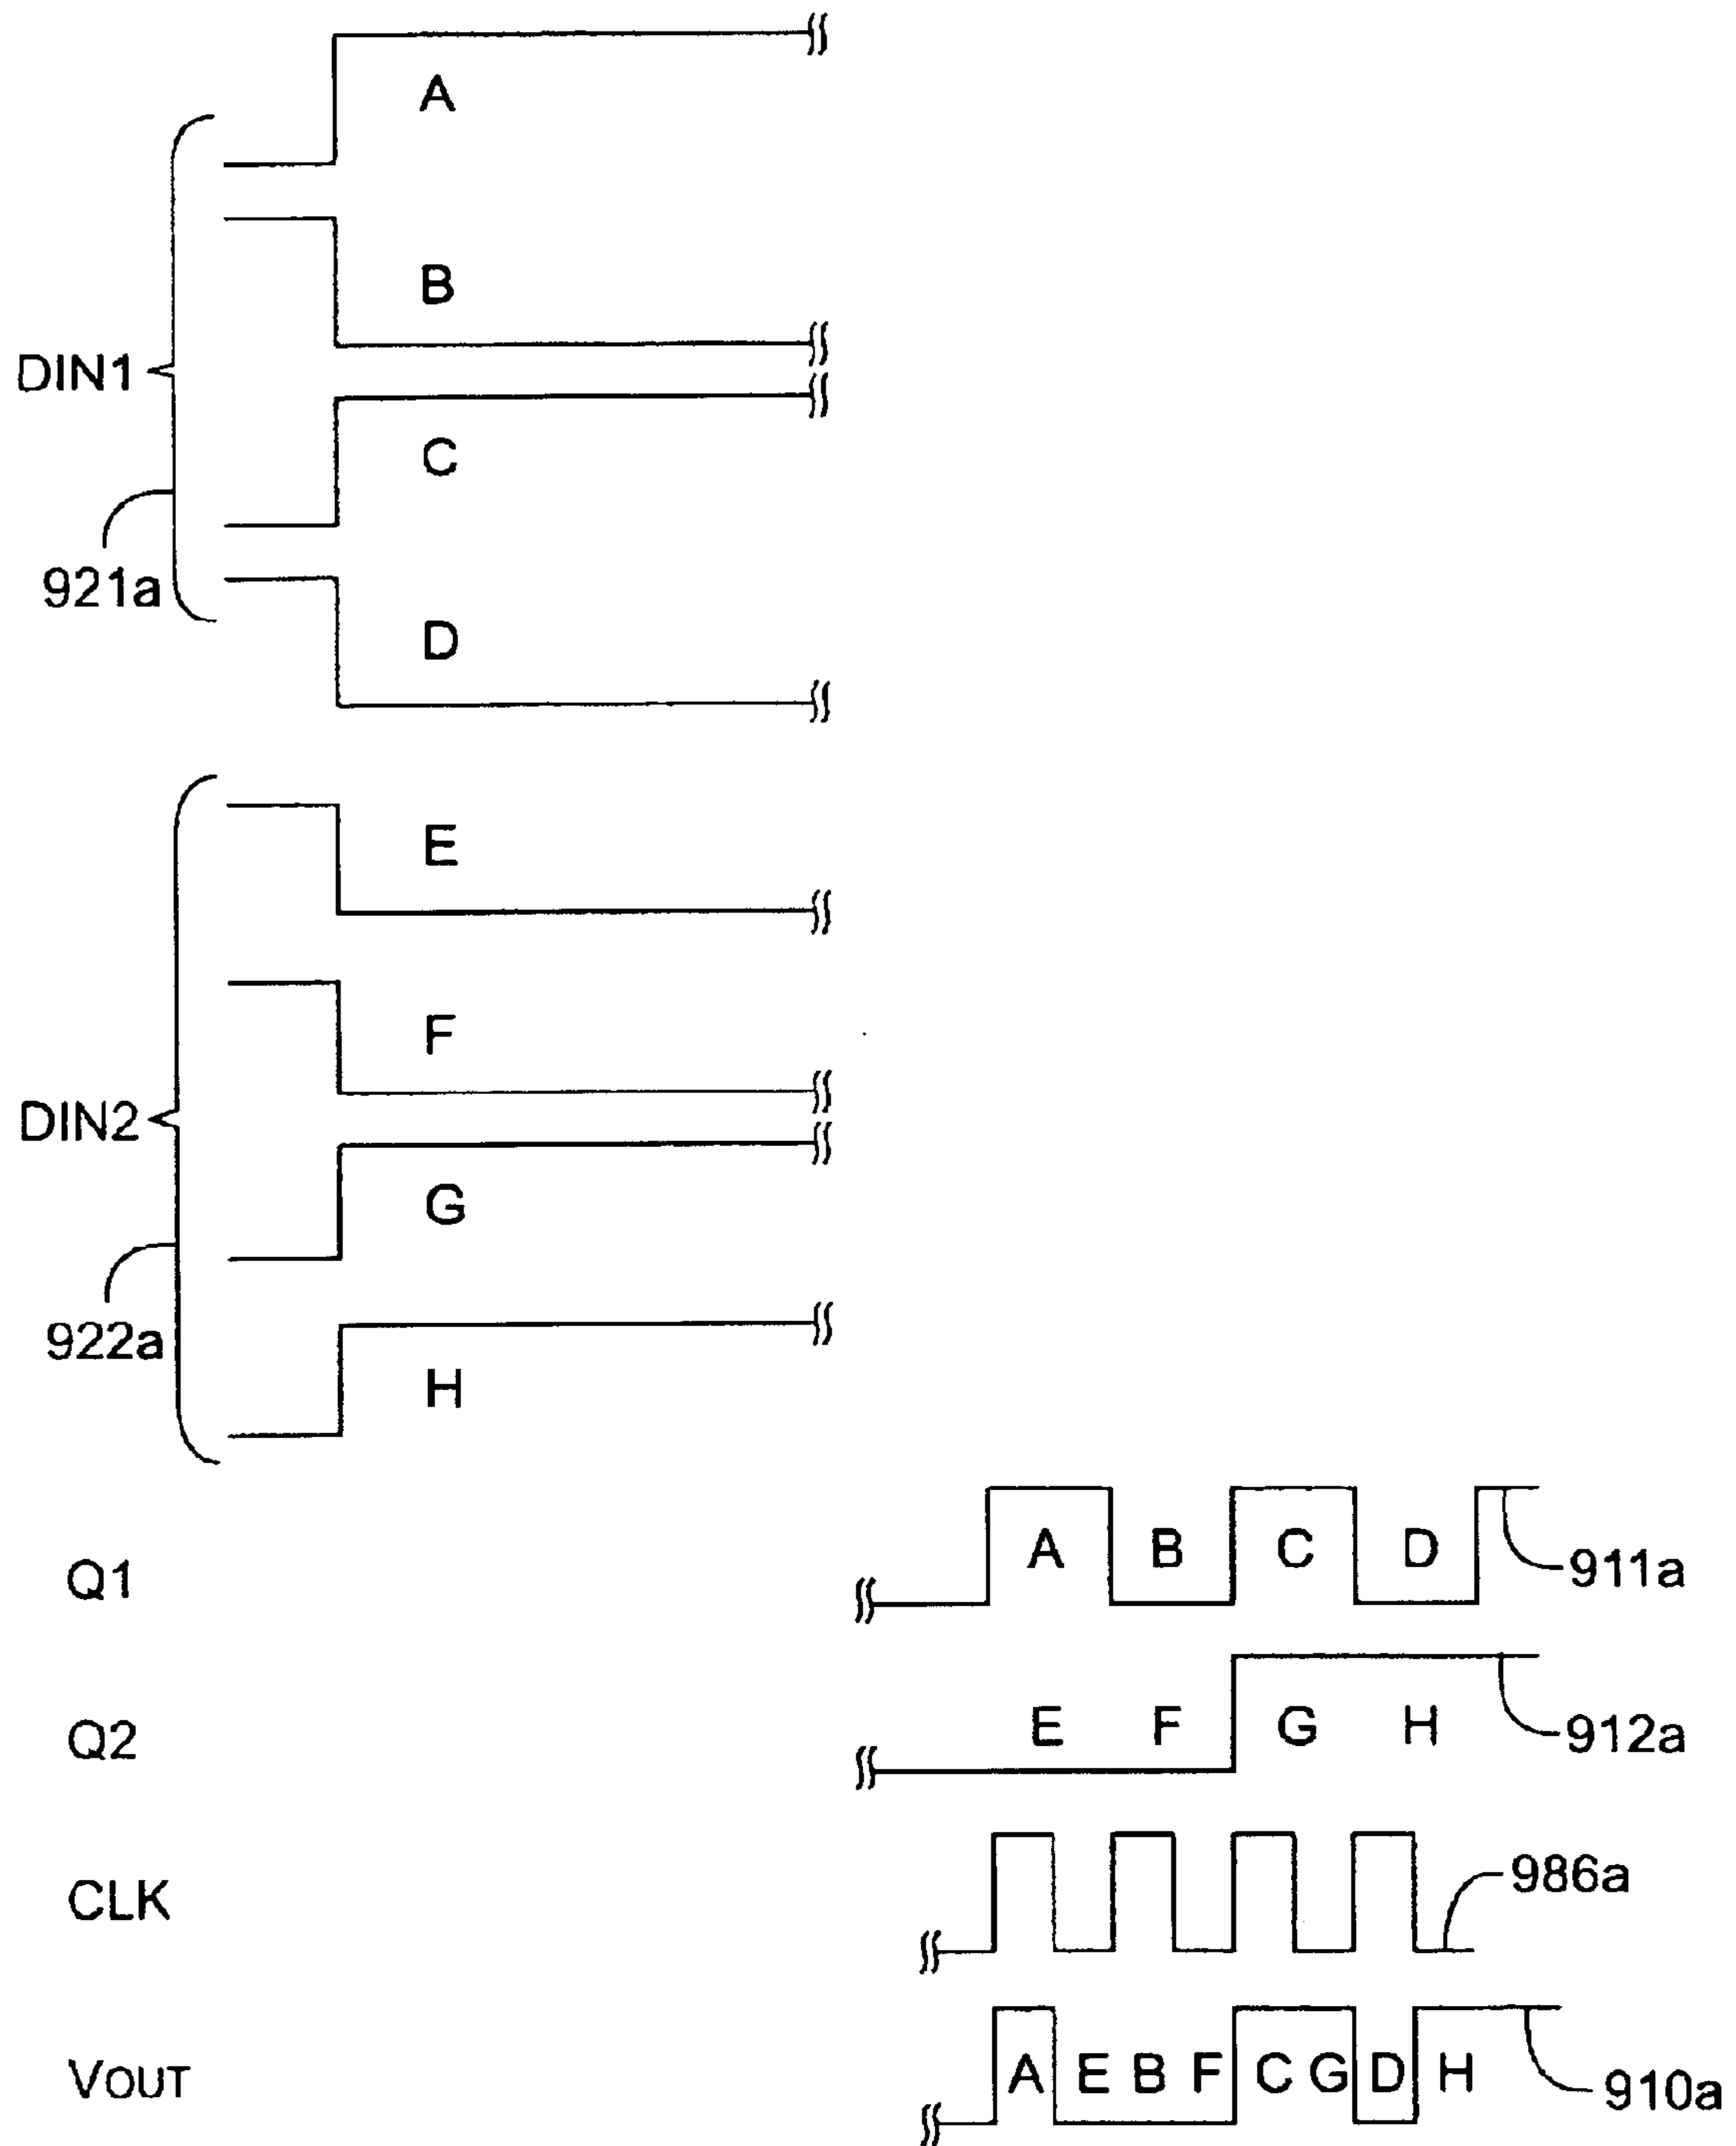 A
B
DIN1
C
921a
D
E
F
DIN2
G
922a
H
Q1 A B C D 911a
Q2 E F G H 912a
CLK 986a
VOUT A E B F C G D H 910a